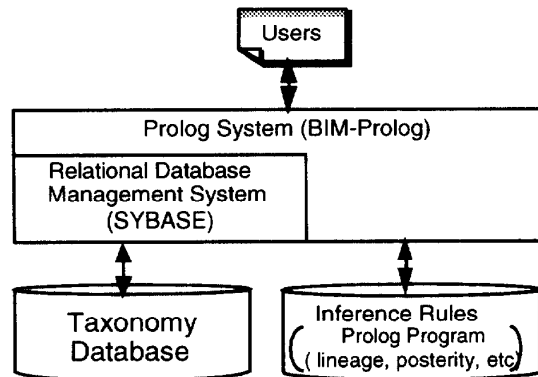 Users
Prolog System (BIM-Prolog)
Relational Database
Management System
(SYBASE)
Taxonomy
Database
Inference Rules
( Prolog Program )
( lineage, posterity, etc)